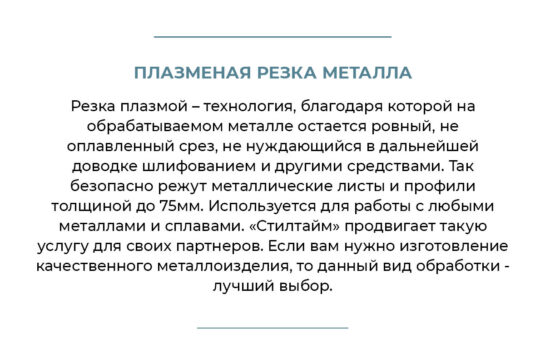 ПЛАЗМЕНАЯ РЕЗКА МЕТАЛЛА
Резка плазмой – технология, благодаря которой на
обрабатываемом металле остается ровный, не
оплавленный срез, не нуждающийся в дальнейшей
доводке шлифованием и другими средствами. Так
безопасно режут металлические листы и профили
толщиной до 75мм. Используется для работы с любыми
металлами и сплавами. «Стилтайм» продвигает такую
услугу для своих партнеров. Если вам нужно изготовление
качественного металлоизделия, то данный вид обработки -
лучший выбор.